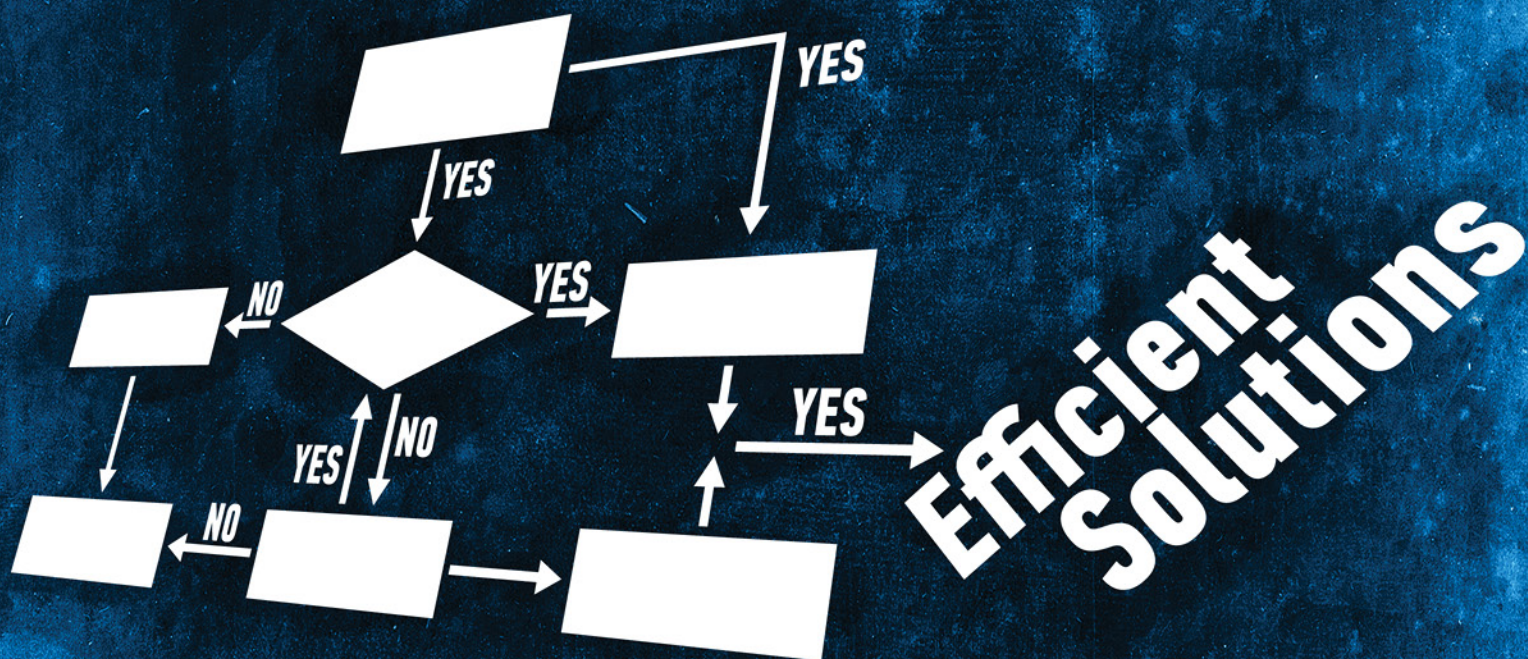 YES
YES
NO
YES
YES
NO
YES
NO
Efficient
Solutions